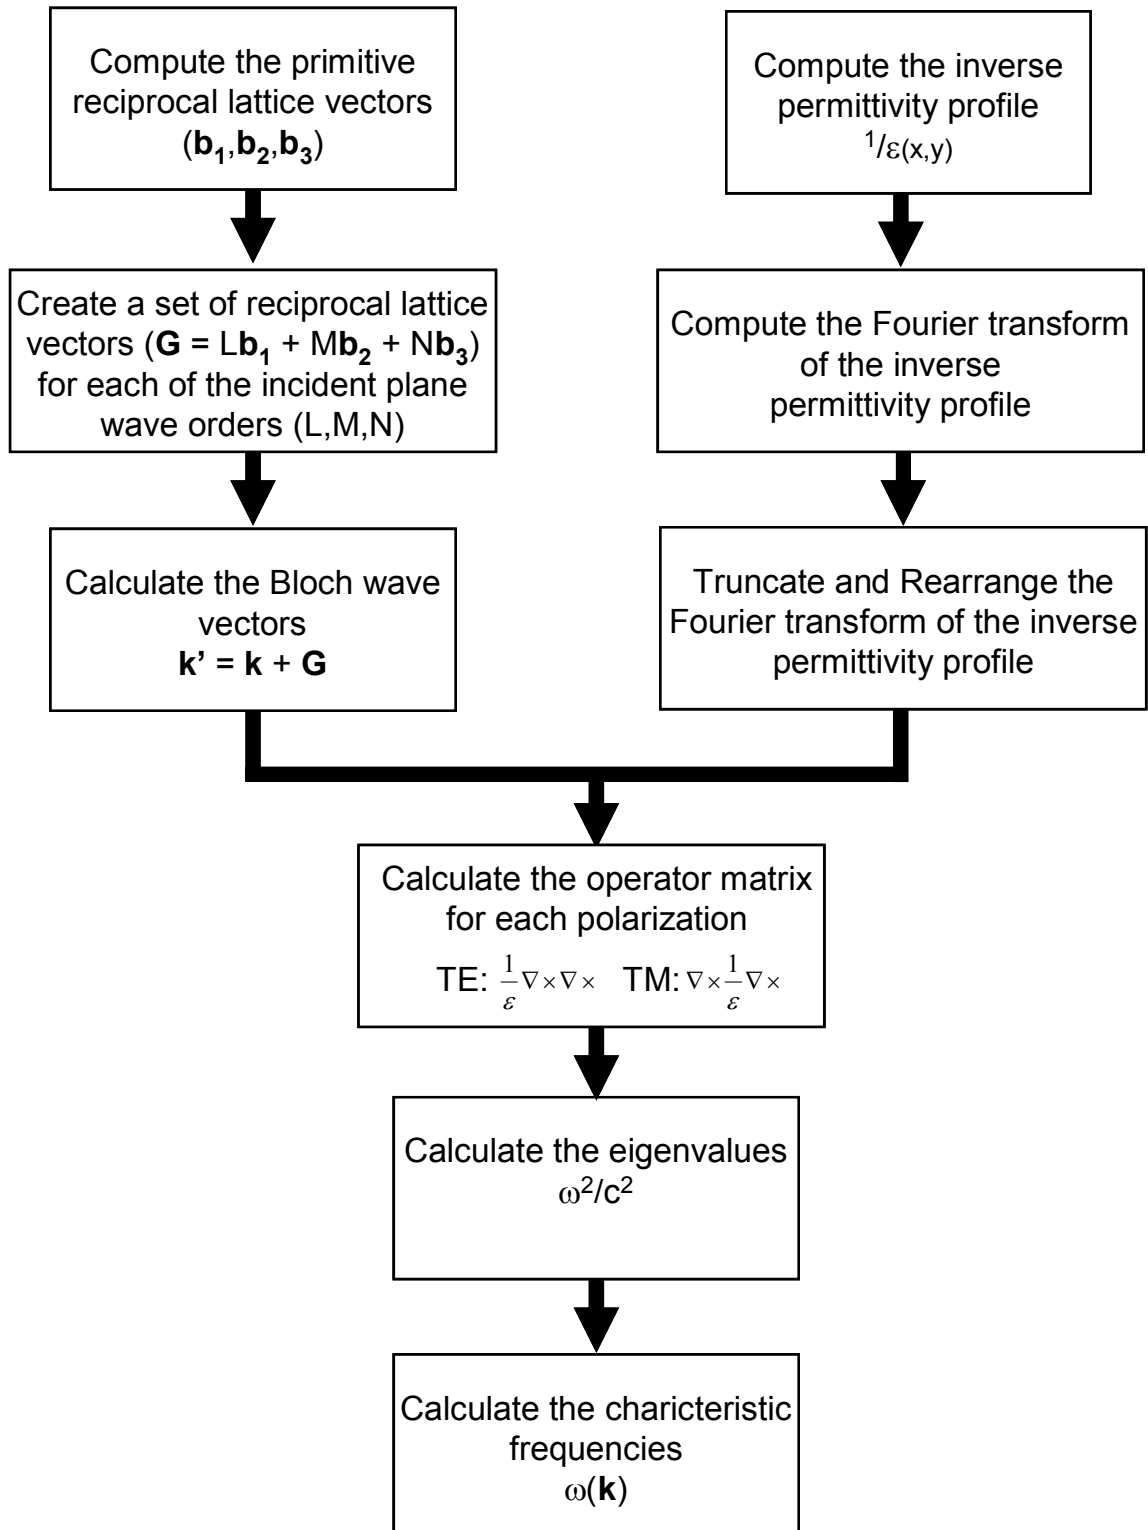 Compute the primitive
reciprocal lattice vectors
(b₁,b₂,b₃)
Create a set of reciprocal lattice
vectors (G = Lb₁ + Mb₂ + Nb₃)
for each of the incident plane
wave orders (L,M,N)
Calculate the Bloch wave
vectors
k’ = k + G
Compute the inverse
permittivity profile
¹/ε(x,y)
Compute the Fourier transform
of the inverse
permittivity profile
Truncate and Rearrange the
Fourier transform of the inverse
permittivity profile
Calculate the operator matrix
for each polarization
TE: 1/ε ∇×∇× TM: ∇× 1/ε ∇×
Calculate the eigenvalues
ω²/c²
Calculate the charicteristic
frequencies
ω(k)